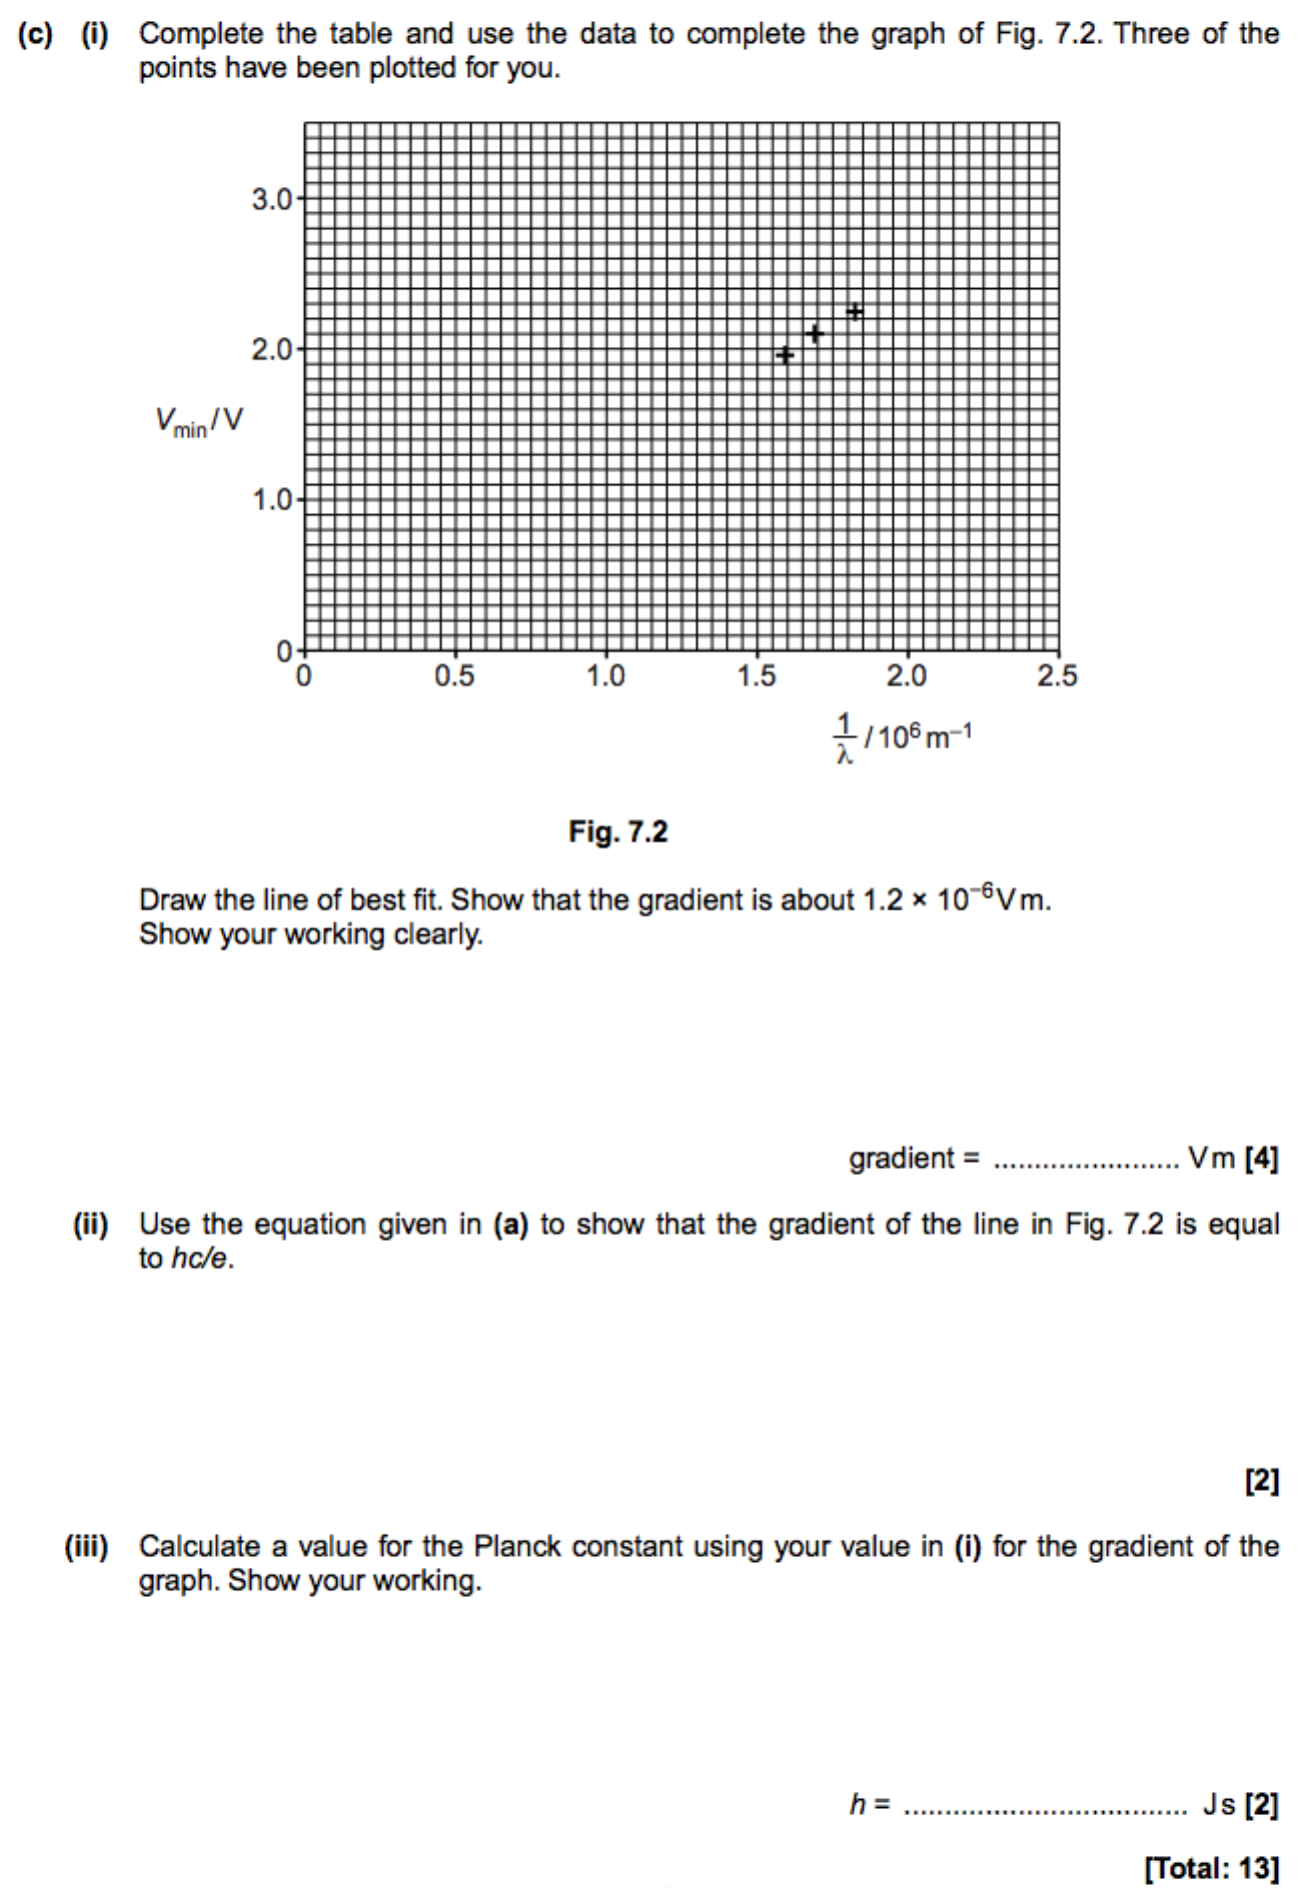 (c) (i) Complete the table and use the data to complete the graph of Fig. 7.2. Three of the
points have been plotted for you.
3.0
2.0
V_min / V
1.0
0
0 0.5 1.0 1.5 2.0 2.5
1/λ / 10⁶ m⁻¹
Fig. 7.2
Draw the line of best fit. Show that the gradient is about 1.2 × 10⁻⁶ V m.
Show your working clearly.
gradient = ....................... V m [4]
(ii) Use the equation given in (a) to show that the gradient of the line in Fig. 7.2 is equal
to hc/e.
[2]
(iii) Calculate a value for the Planck constant using your value in (i) for the gradient of the
graph. Show your working.
h = .................................. J s [2]
[Total: 13]